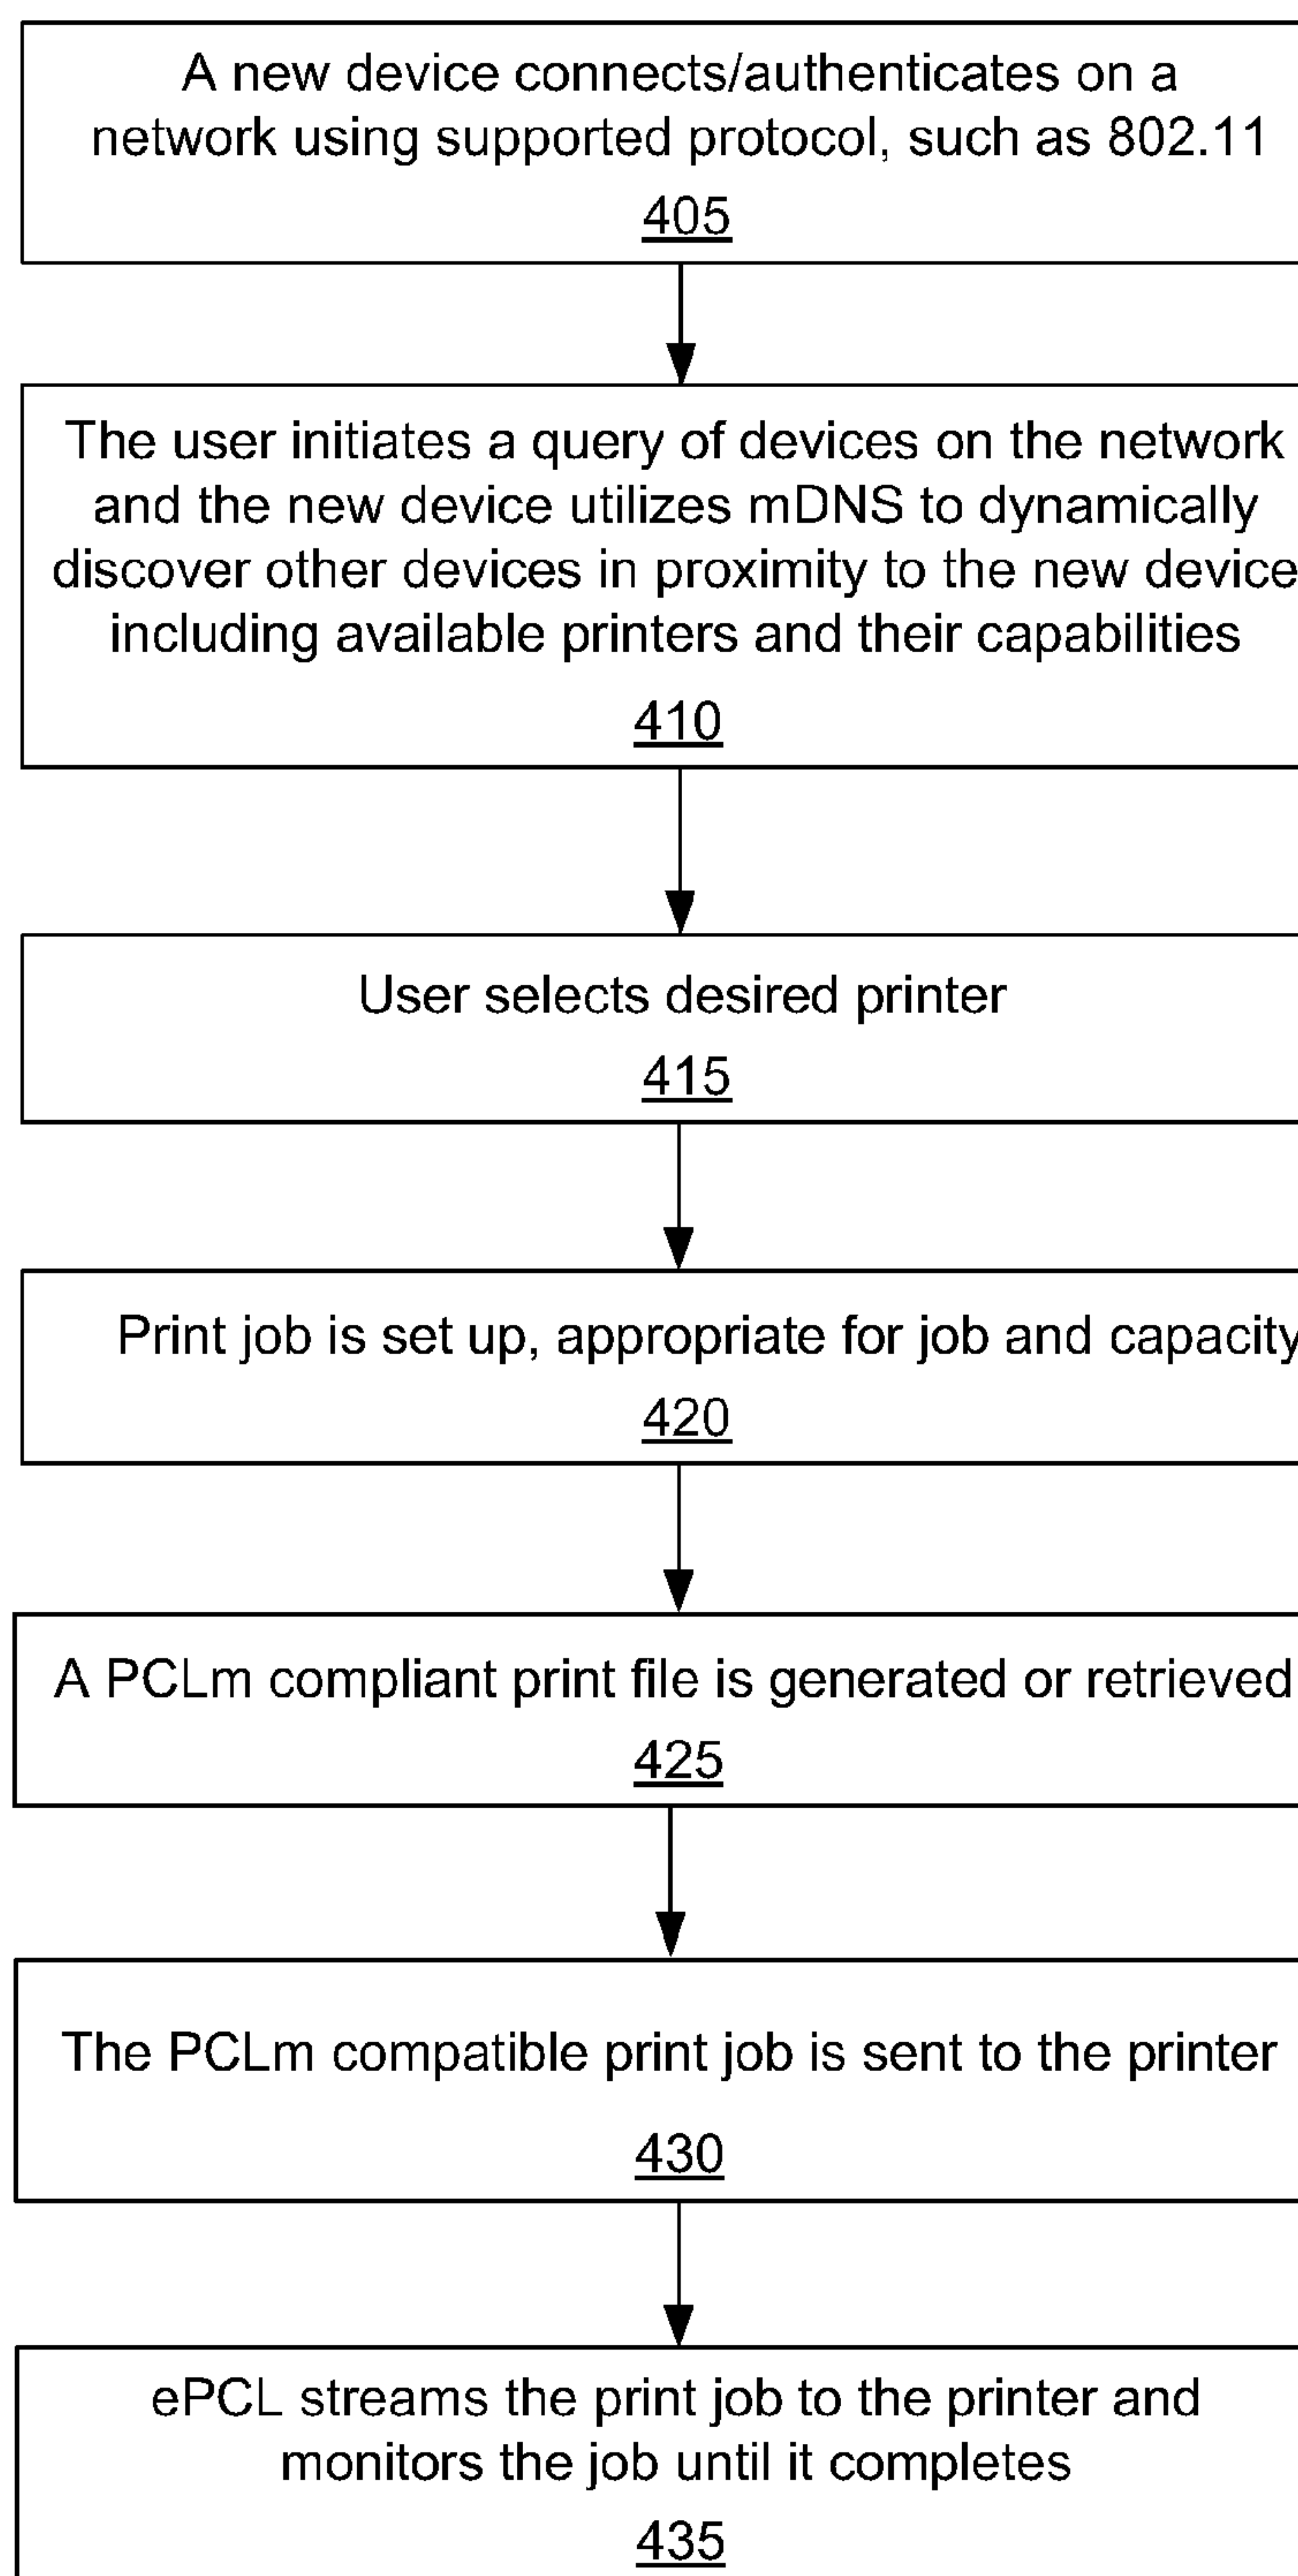 A new device connects/authenticates on a
network using supported protocol, such as 802.11
405
The user initiates a query of devices on the network
and the new device utilizes mDNS to dynamically
discover other devices in proximity to the new device
including available printers and their capabilities
410
User selects desired printer
415
Print job is set up, appropriate for job and capacity
420
A PCLm compliant print file is generated or retrieved
425
The PCLm compatible print job is sent to the printer
430
ePCL streams the print job to the printer and
monitors the job until it completes
435